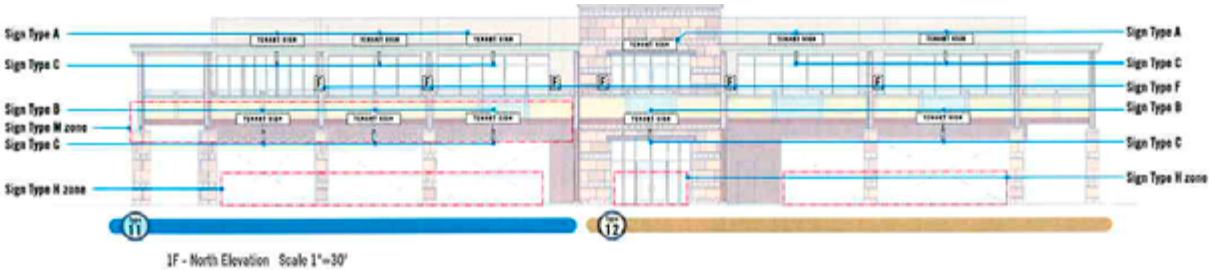 Sign Type A
TENANT SIGN
TENANT SIGN
TENANT SIGN
TENANT SIGN
TENANT SIGN
TENANT SIGN
Sign Type A
Sign Type C
Sign Type C
F
F
F
F
F
F
Sign Type F
Sign Type B
Sign Type B
TENANT SIGN
TENANT SIGN
TENANT SIGN
TENANT SIGN
TENANT SIGN
Sign Type M zone
Sign Type C
Sign Type C
Sign Type H zone
Sign Type H zone
11
12
1F - North Elevation Scale 1"=30'